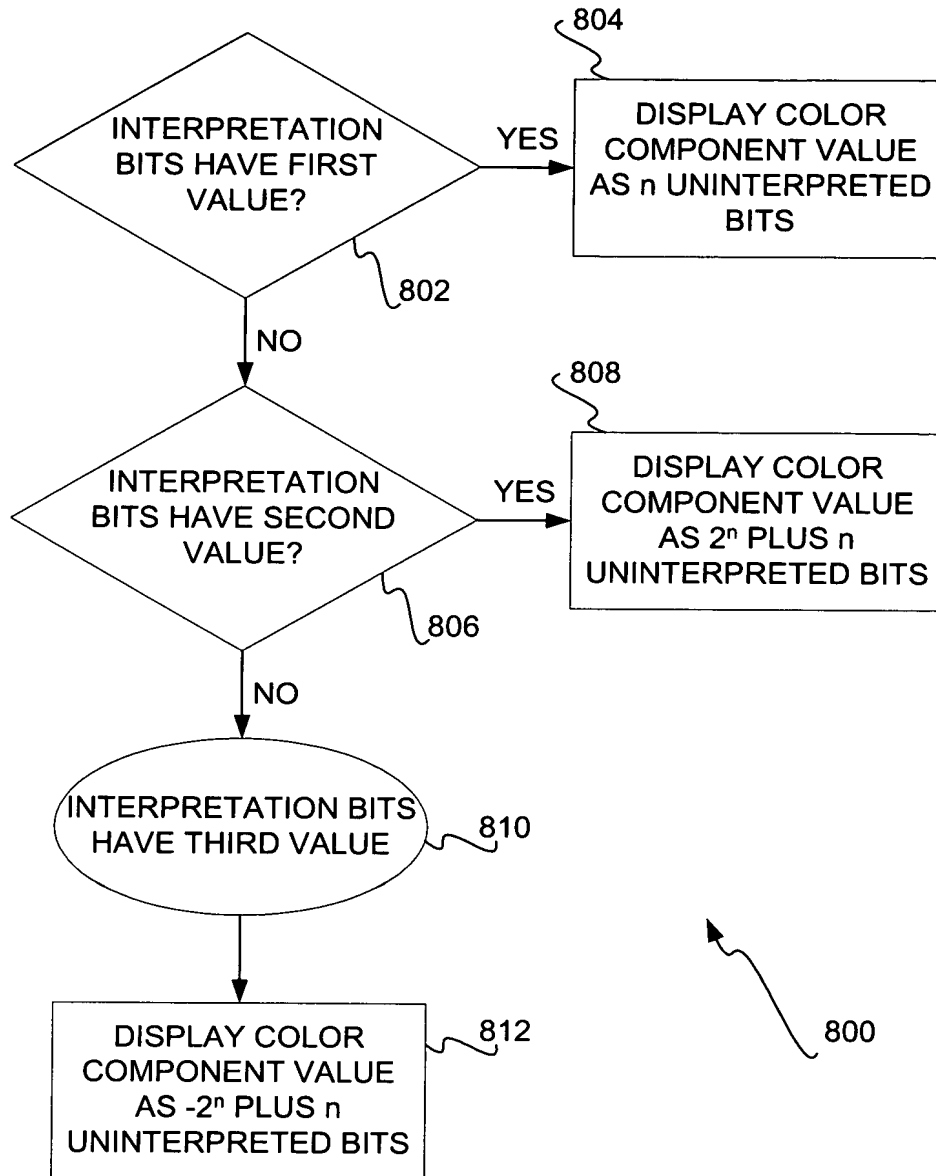 804
INTERPRETATION
BITS HAVE FIRST
VALUE?
YES
DISPLAY COLOR
COMPONENT VALUE
AS n UNINTERPRETED
BITS
802
NO
808
INTERPRETATION
BITS HAVE SECOND
VALUE?
YES
DISPLAY COLOR
COMPONENT VALUE
AS 2ⁿ PLUS n
UNINTERPRETED BITS
806
NO
INTERPRETATION BITS
HAVE THIRD VALUE
810
DISPLAY COLOR
COMPONENT VALUE
AS -2ⁿ PLUS n
UNINTERPRETED BITS
812
800